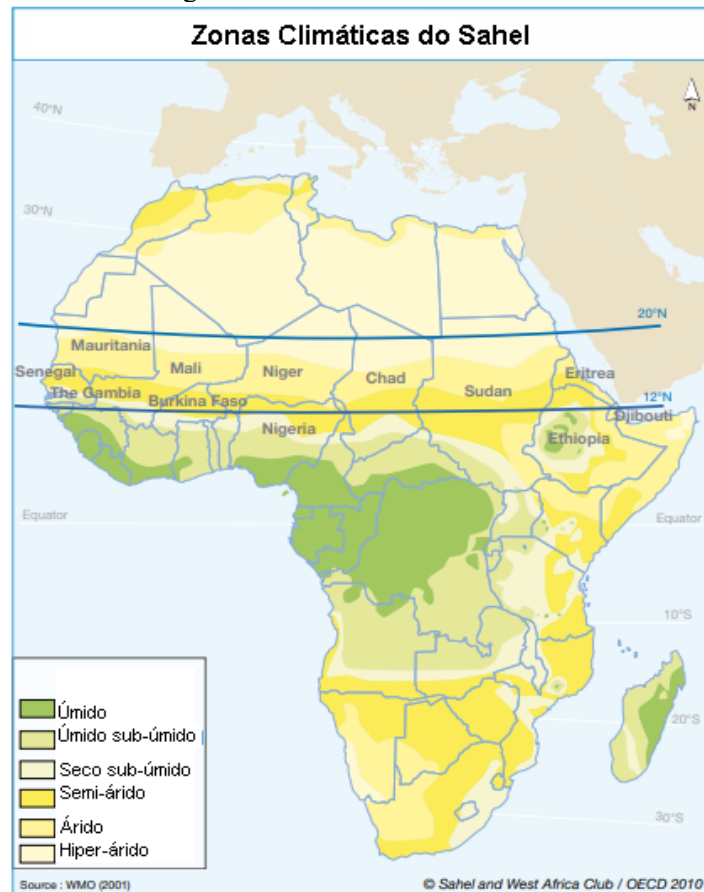 Zonas Climáticas do Sahel
N
40°N
30°N
20°N
Mauritania
Mali
Niger
Chad
Sudan
Eritrea
Senegal
The Gambia
Burkina Faso
12°N
Djibouti
Nigeria
Ethiopia
Equator
Equator
10°S
20°S
30°S
Úmido
Úmido sub-úmido
Seco sub-úmido
Semi-árido
Árido
Hiper-árido
Source : WMO (2001)
© Sahel and West Africa Club / OECD 2010